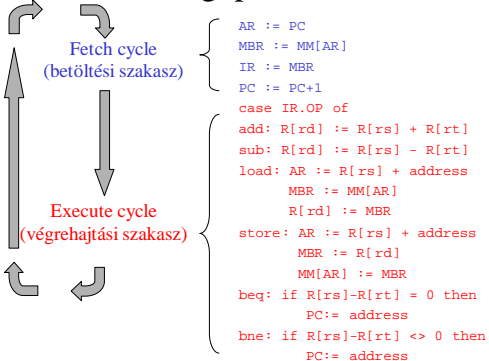 Fetch cycle
(betöltési szakasz)
AR := PC
MBR := MM[AR]
IR := MBR
PC := PC+1
Execute cycle
(végrehajtási szakasz)
case IR.OP of
add: R[rd] := R[rs] + R[rt]
sub: R[rd] := R[rs] - R[rt]
load: AR := R[rs] + address
MBR := MM[AR]
R[rd] := MBR
store: AR := R[rs] + address
MBR := R[rd]
MM[AR] := MBR
beq: if R[rs]-R[rt] = 0 then
PC:= address
bne: if R[rs]-R[rt] <> 0 then
PC:= address